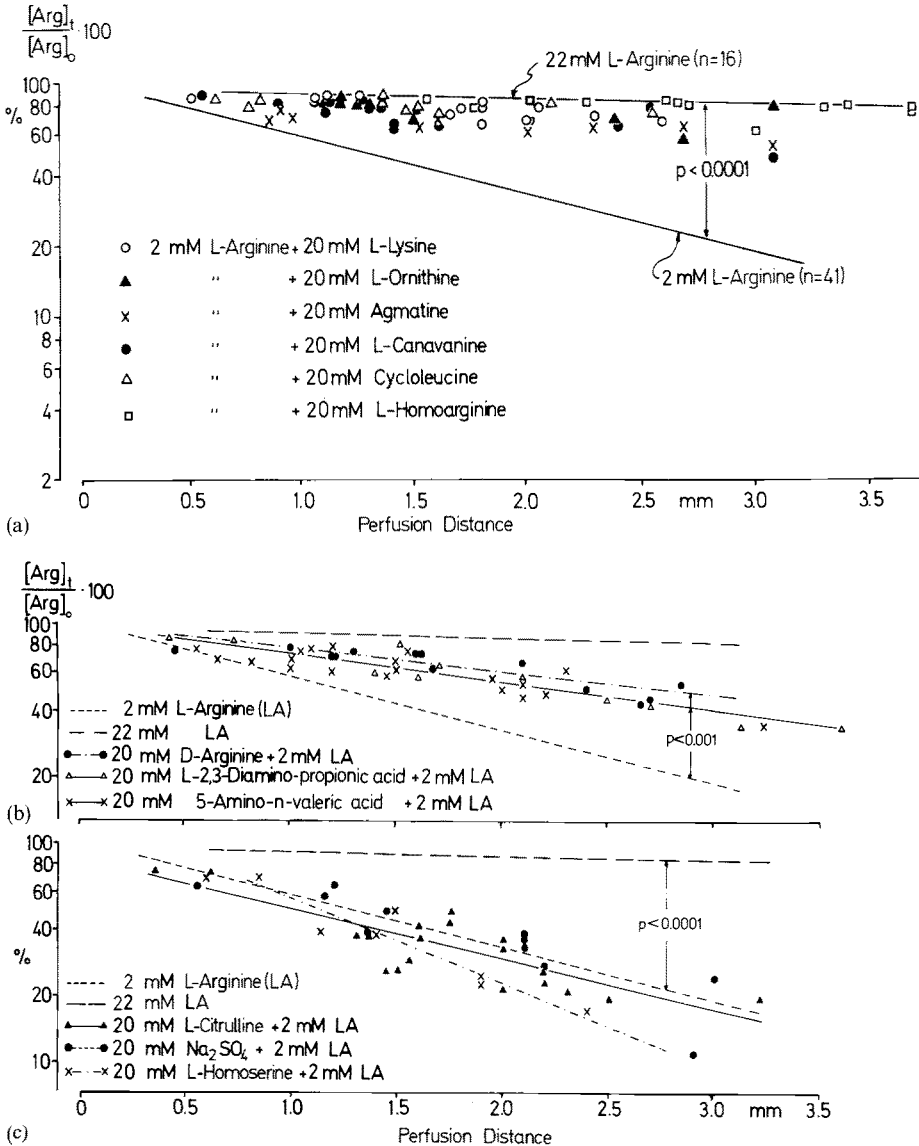 [Arg]t
[Arg]o · 100
22 mM L-Arginine (n=16)
100
%
80
60
40
20
10
8
6
4
2
p<0.0001
2 mM L-Arginine (n=41)
○ 2 mM L-Arginine + 20 mM L-Lysine
▲ " + 20 mM L-Ornithine
× " + 20 mM Agmatine
● " + 20 mM L-Canavanine
△ " + 20 mM Cycloleucine
□ " + 20 mM L-Homoarginine
0 0.5 1.0 1.5 2.0 2.5 mm 3.0 3.5
Perfusion Distance
(a)
[Arg]t
[Arg]o · 100
100
80
60
40
20
2 mM L-Arginine (LA)
22 mM LA
20 mM D-Arginine + 2 mM LA
20 mM L-2,3-Diamino-propionic acid + 2 mM LA
20 mM 5-Amino-n-valeric acid + 2 mM LA
p<0.001
(b)
100
80
60
40
%
20
10
p<0.0001
2 mM L-Arginine (LA)
22 mM LA
20 mM L-Citrulline + 2 mM LA
20 mM Na2SO4 + 2 mM LA
20 mM L-Homoserine + 2 mM LA
0.5 1.0 1.5 2.0 2.5 3.0 mm 3.5
Perfusion Distance
(c)